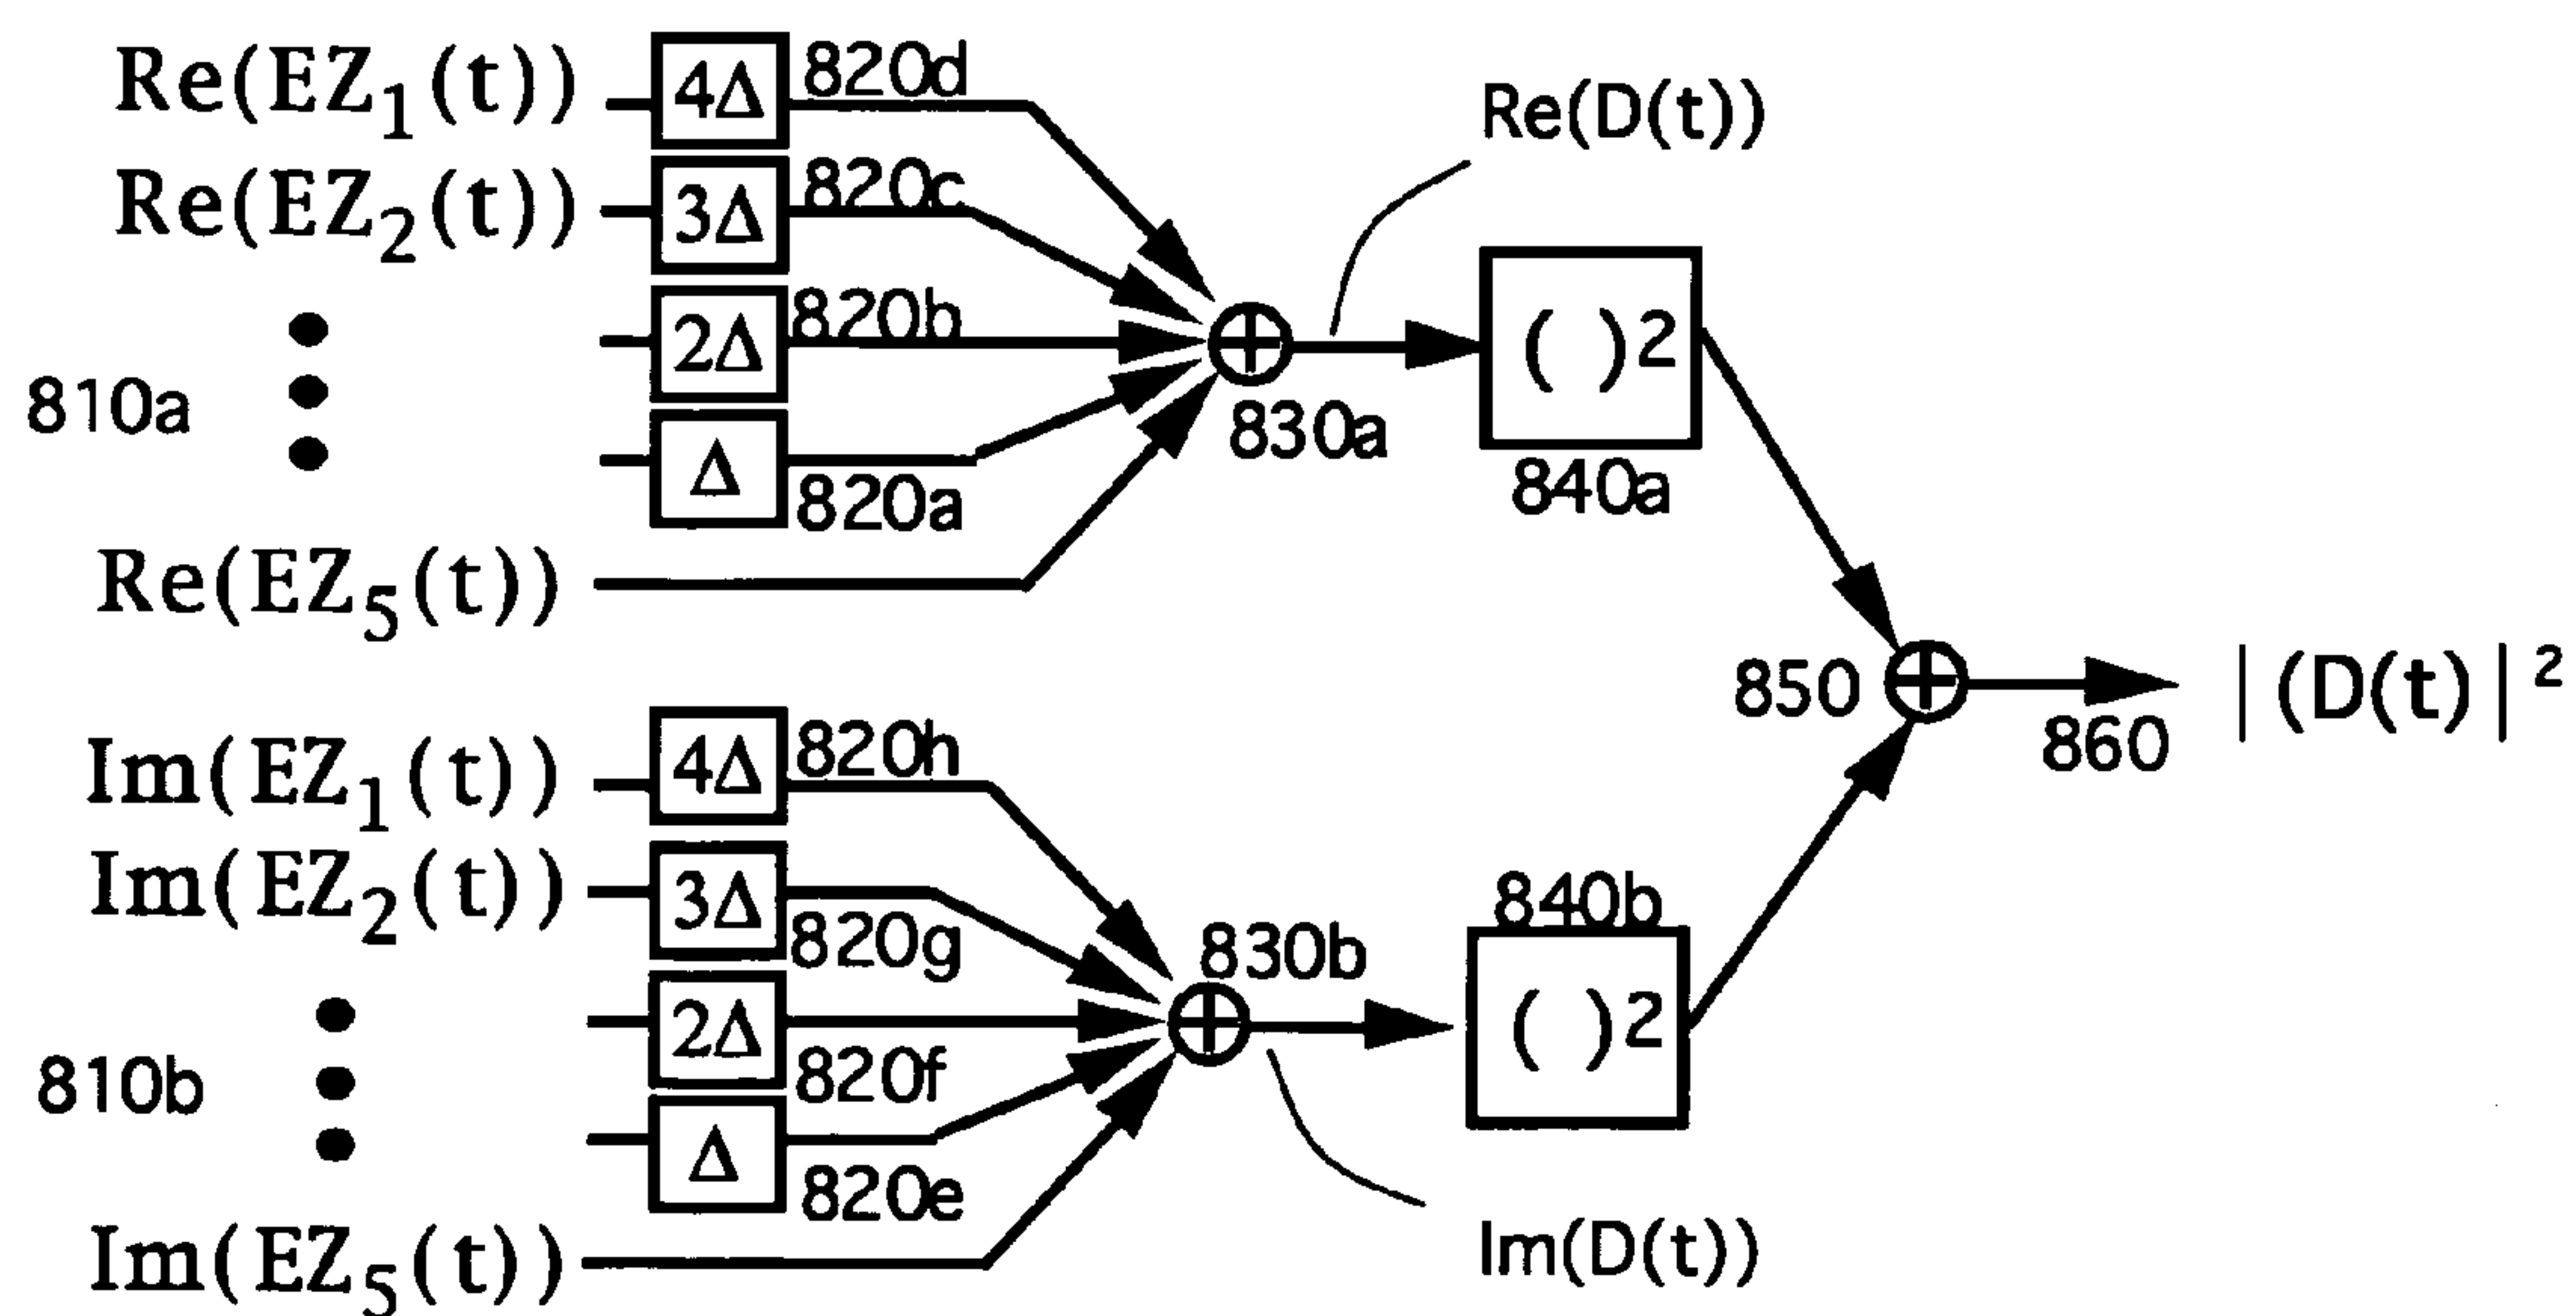 Re(EZ₁(t)) 4Δ 820d
Re(D(t))
Re(EZ₂(t)) 3Δ 820c
2Δ 820b
( )²
810a
830a
Δ 820a
840a
Re(EZ₅(t))
850
860
|(D(t)|²
Im(EZ₁(t)) 4Δ 820h
Im(EZ₂(t)) 3Δ 820g
840b
830b
2Δ 820f
( )²
810b
Δ 820e
Im(EZ₅(t))
Im(D(t))